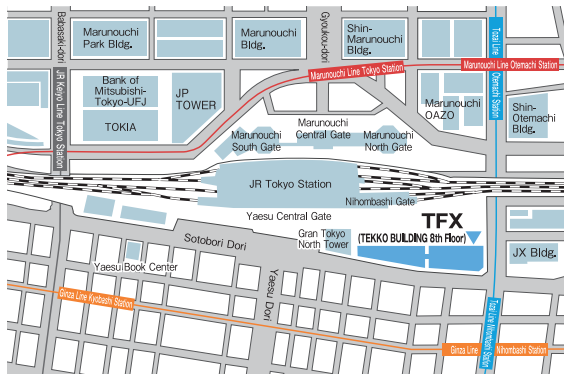 Babasaki-dori
Marunouchi
Park Bldg.
Marunouchi
Bldg.
Gyoukou-dori
Shin-
Marunouchi
Bldg.
Tozai Line
Otemachi Station
Marunouchi Line Tokyo Station
Marunouchi Line Otemachi Station
JR Keiyo Line Tokyo Station
Bank of
Mitsubishi-
Tokyo-UFJ
JP
TOWER
TOKIA
Marunouchi
OAZO
Shin-
Otemachi
Bldg.
Marunouchi
South Gate
Marunouchi
Central Gate
Marunouchi
North Gate
JR Tokyo Station
Nihombashi Gate
Yaesu Central Gate
TFX
(TEKKO BUILDING 8th Floor)
Gran Tokyo
North Tower
Sotobori Dori
JX Bldg.
Yaesu Book Center
Yaesu Dori
Ginza Line Kyobashi Station
Tozai Line Nihonbashi Station
Ginza Line
Nihombashi Station